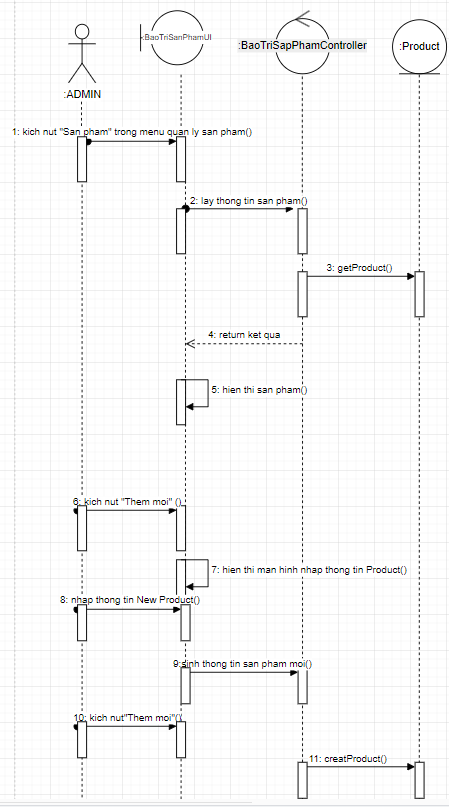 :BaoTriSanPhamUI
:BaoTriSapPhamController
:Product
:ADMIN
1: kich nut "San pham" trong menu quan ly san pham()
2: lay thong tin san pham()
3: getProduct()
4: return ket qua
5: hien thi san pham()
6: kich nut "Them moi" ()
7: hien thi man hinh nhap thong tin Product()
8: nhap thong tin New Product()
9:sinh thong tin san pham moi()
10: kich nut"Them moi"()
11: creatProduct()